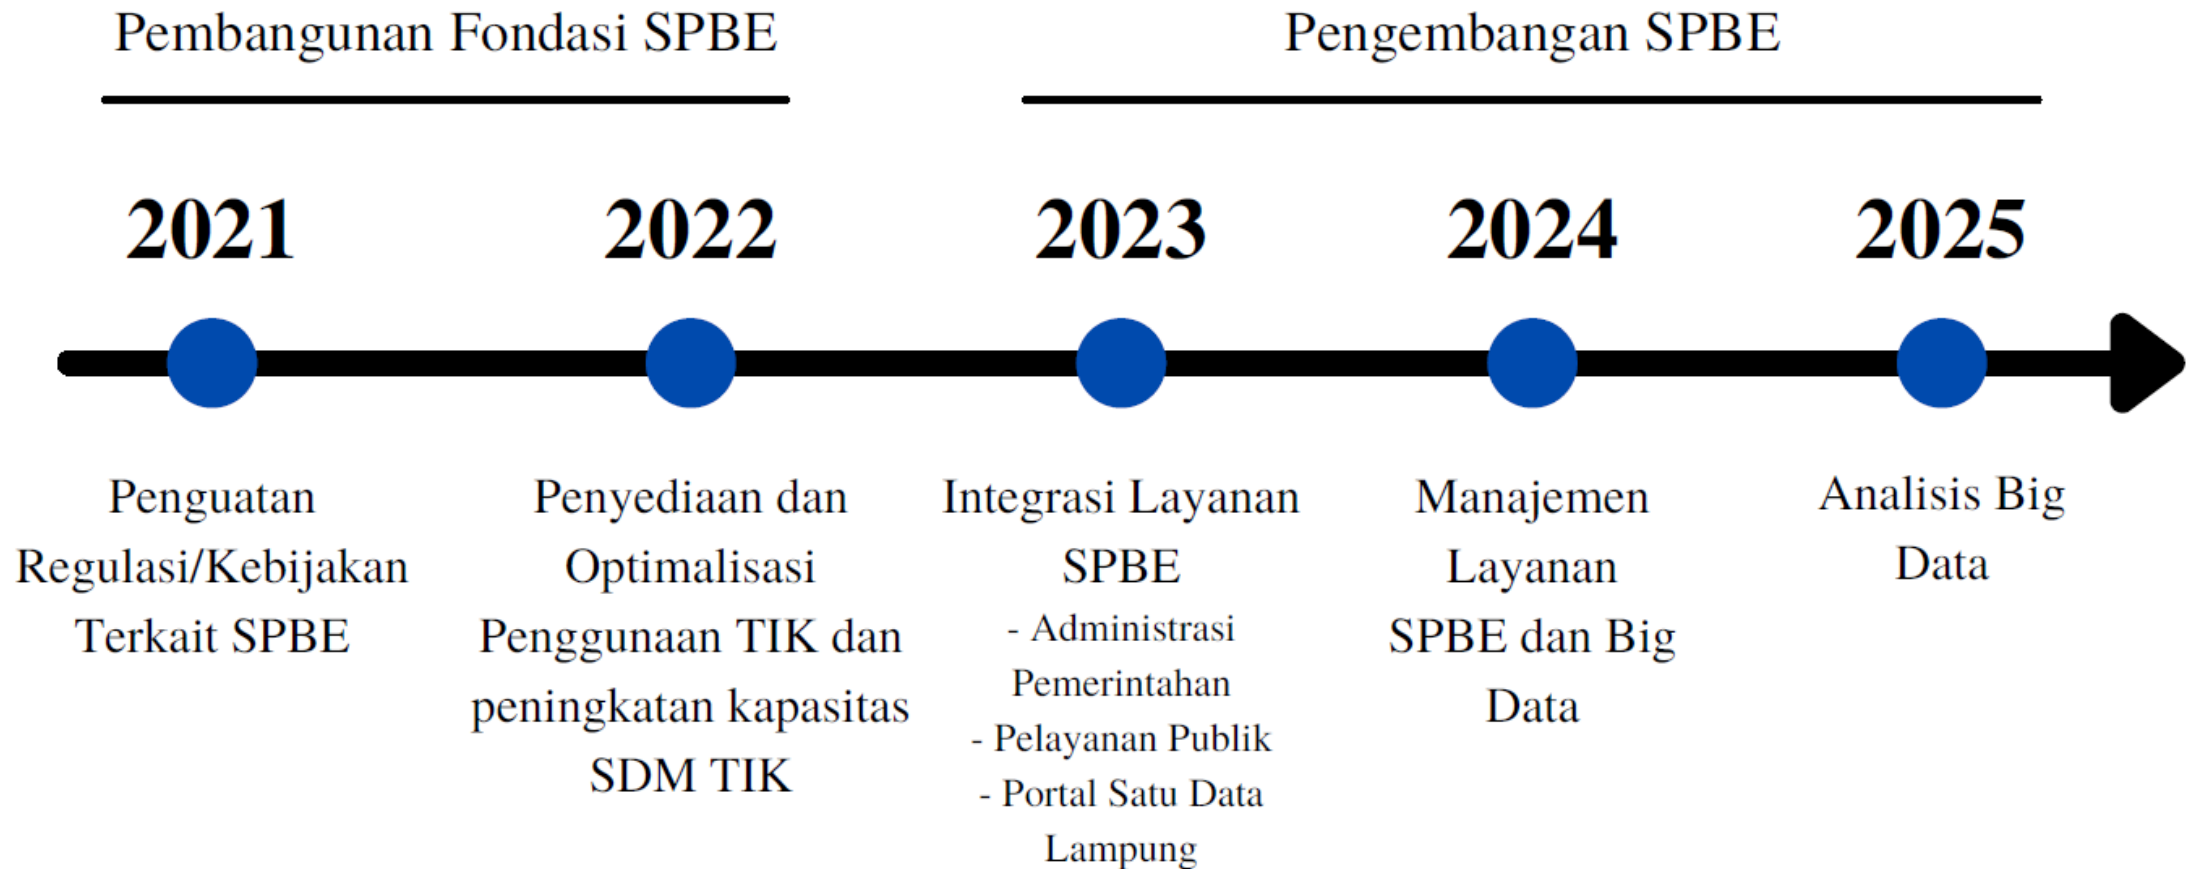 Pembangunan Fondasi SPBE
Pengembangan SPBE
2021
2022
2023
2024
2025
Penguatan
Regulasi/Kebijakan
Terkait SPBE
Penyediaan dan
Optimalisasi
Penggunaan TIK dan
peningkatan kapasitas
SDM TIK
Integrasi Layanan
SPBE
- Administrasi
Pemerintahan
- Pelayanan Publik
- Portal Satu Data
Lampung
Manajemen
Layanan
SPBE dan Big
Data
Analisis Big
Data